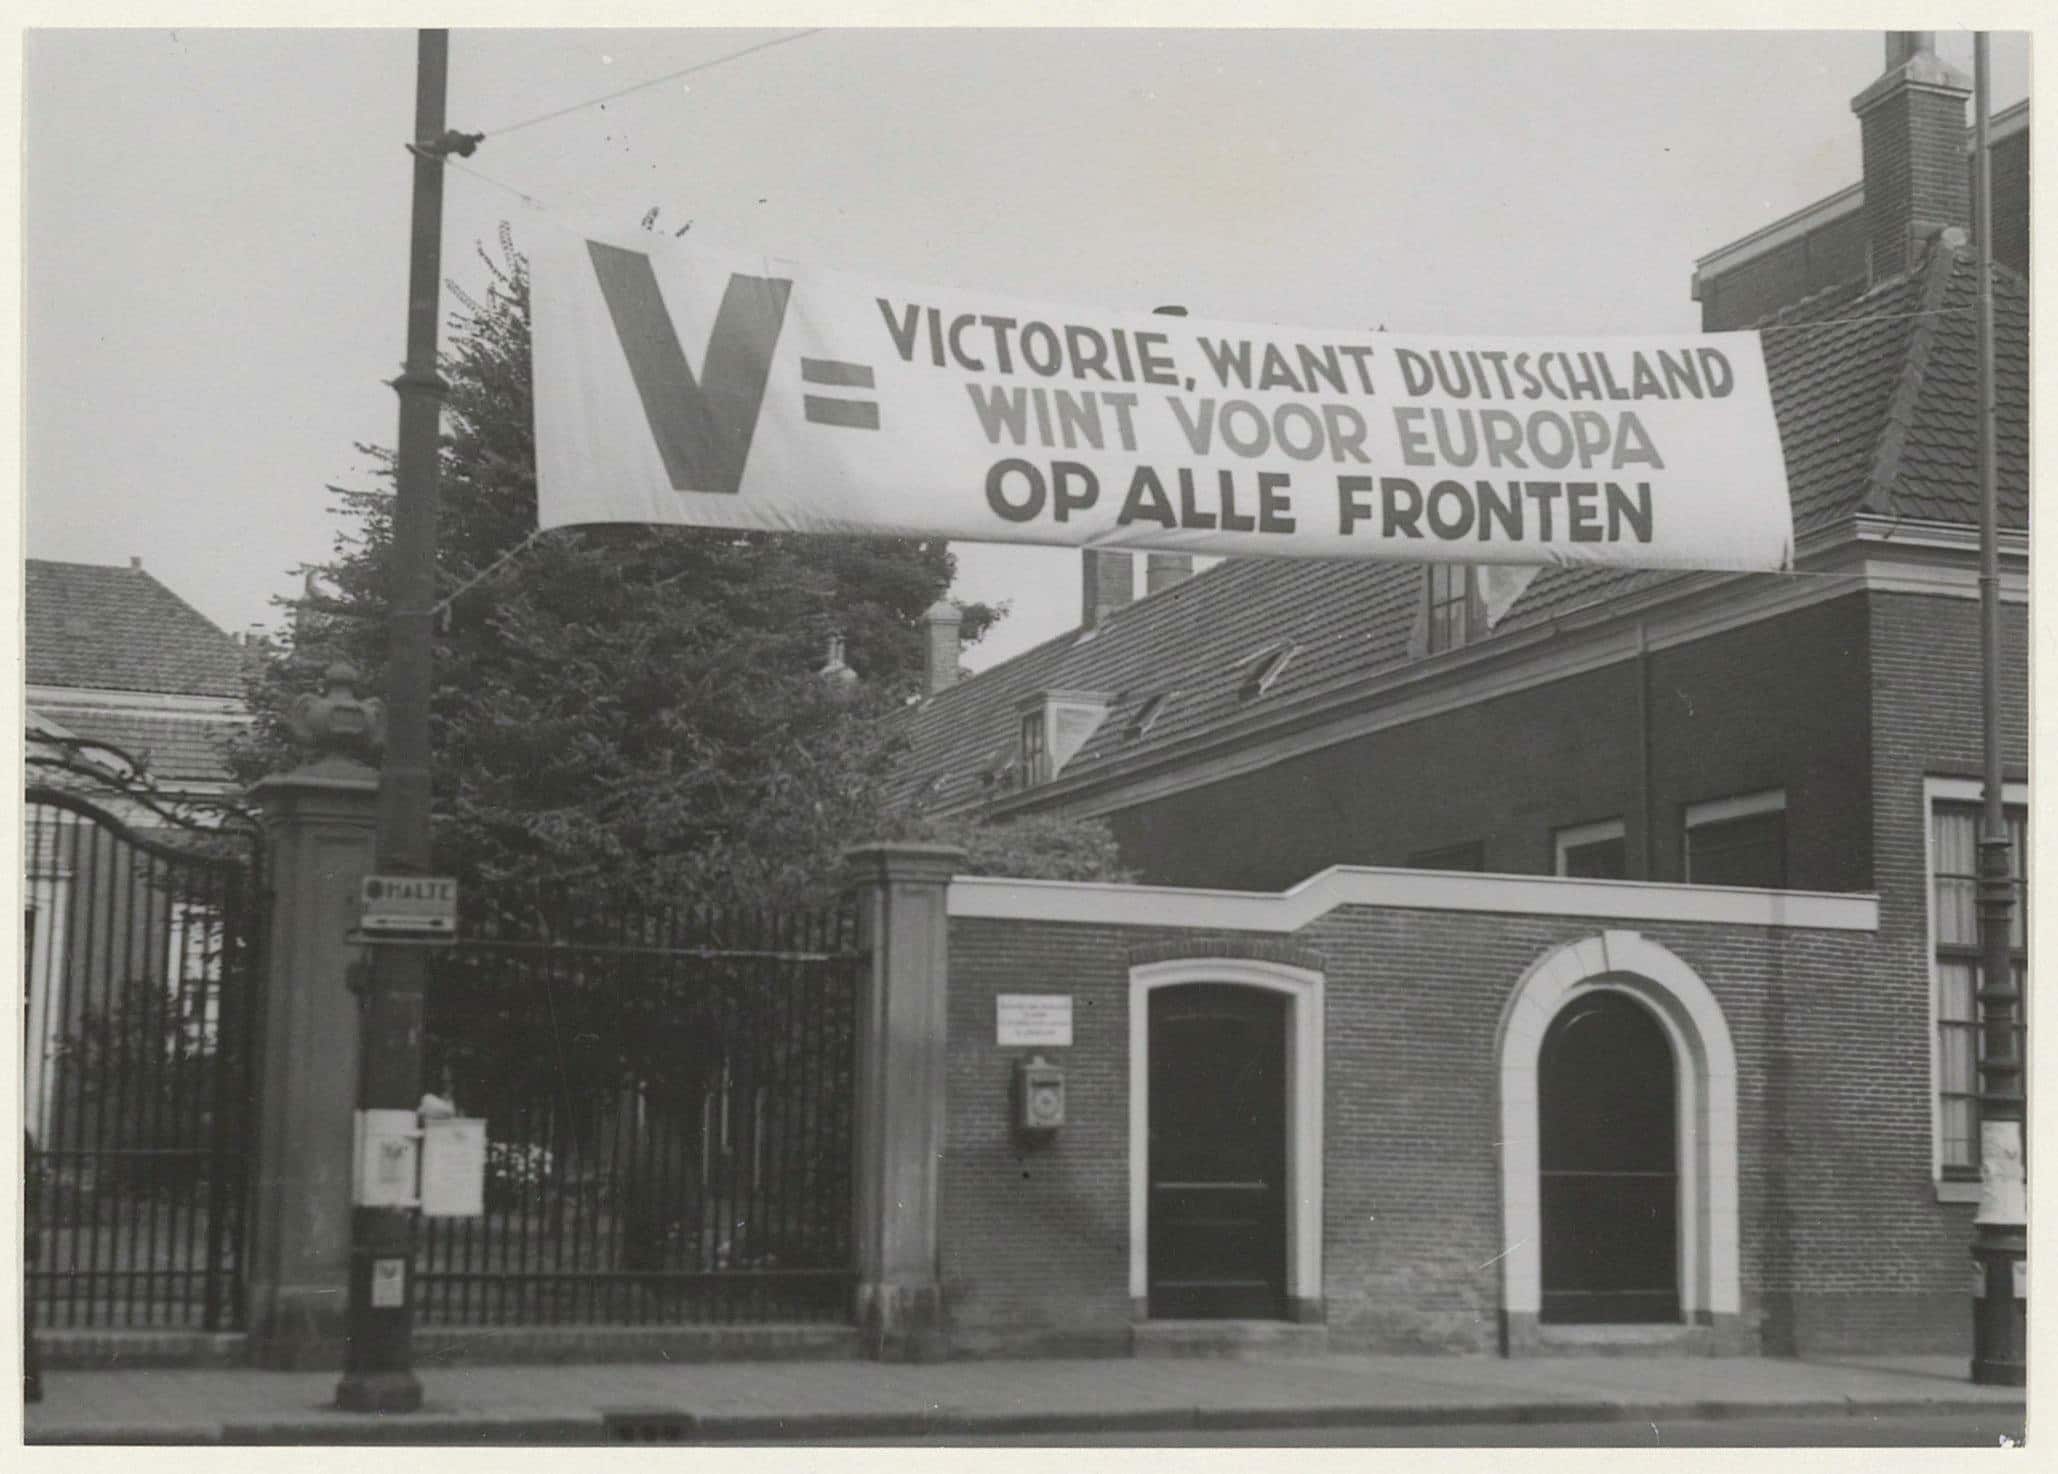 V = VICTORIE, WANT DUITSCHLAND
WINT VOOR EUROPA
OP ALLE FRONTEN
HALTE